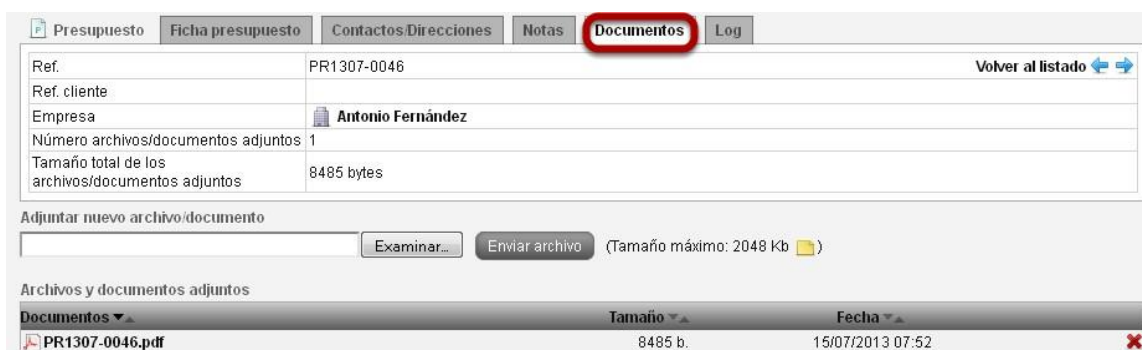 Presupuesto Ficha presupuesto Contactos/Direcciones Notas Documentos Log
Ref. PR1307-0046 Volver al listado
Ref. cliente
Empresa Antonio Fernández
Número archivos/documentos adjuntos 1
Tamaño total de los
archivos/documentos adjuntos 8485 bytes
Adjuntar nuevo archivo/documento
Examinar... Enviar archivo (Tamaño máximo: 2048 Kb )
Archivos y documentos adjuntos
Documentos Tamaño Fecha
PR1307-0046.pdf 8485 b. 15/07/2013 07:52